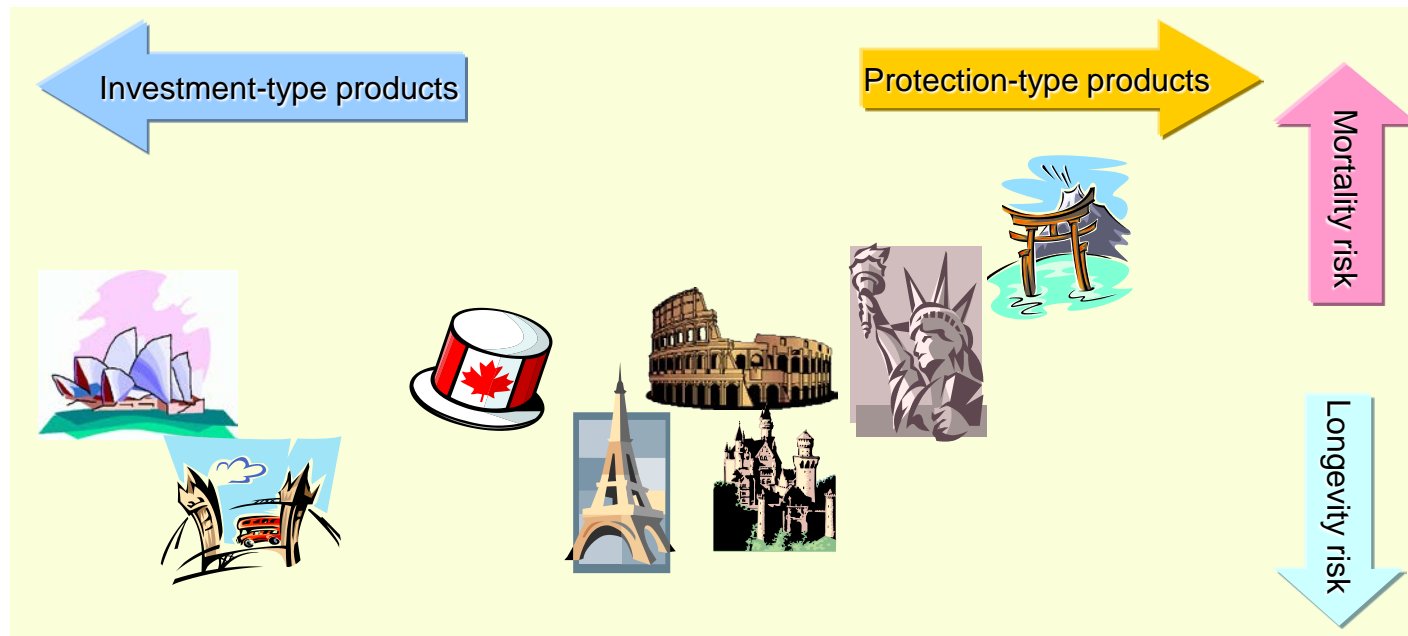 Investment-type products
Protection-type products
Mortality risk
Longevity risk